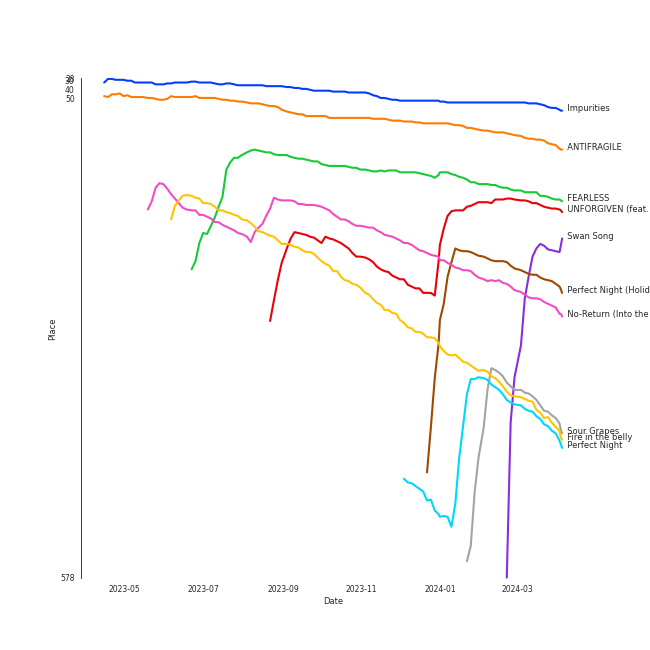 28
30
40
50
578
Place
2023-05
2023-07
2023-09
2023-11
2024-01
2024-03
Date
Impurities
ANTIFRAGILE
FEARLESS
UNFORGIVEN (feat.
Swan Song
Perfect Night (Holid
No-Return (Into the
Sour Grapes
Fire in the belly
Perfect Night